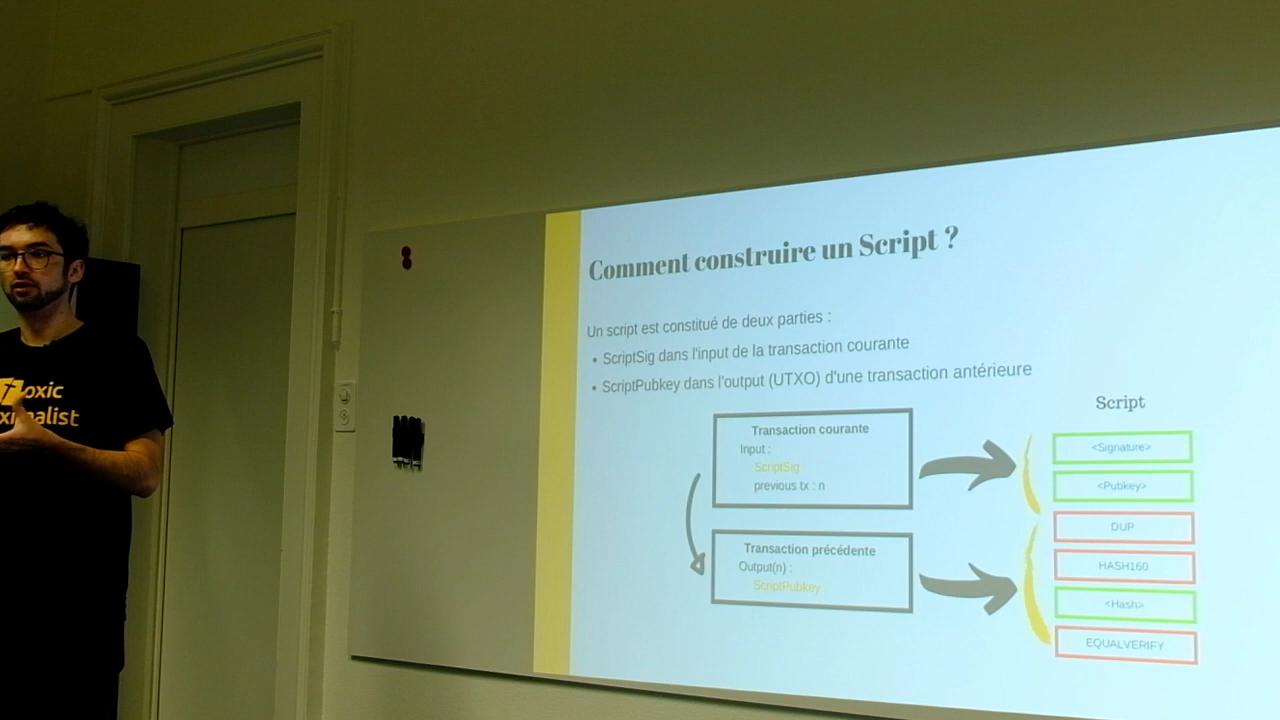 Toxic
ximalist
Comment construire un Script ?
Un script est constitué de deux parties :
• ScriptSig dans l'input de la transaction courante
• ScriptPubkey dans l'output (UTXO) d'une transaction antérieure
Transaction courante
Input :
ScriptSig
previous tx : n
Transaction précédente
Output(n) :
ScriptPubkey
Script
<Signature>
<Pubkey>
DUP
HASH160
<Hash>
EQUALVERIFY